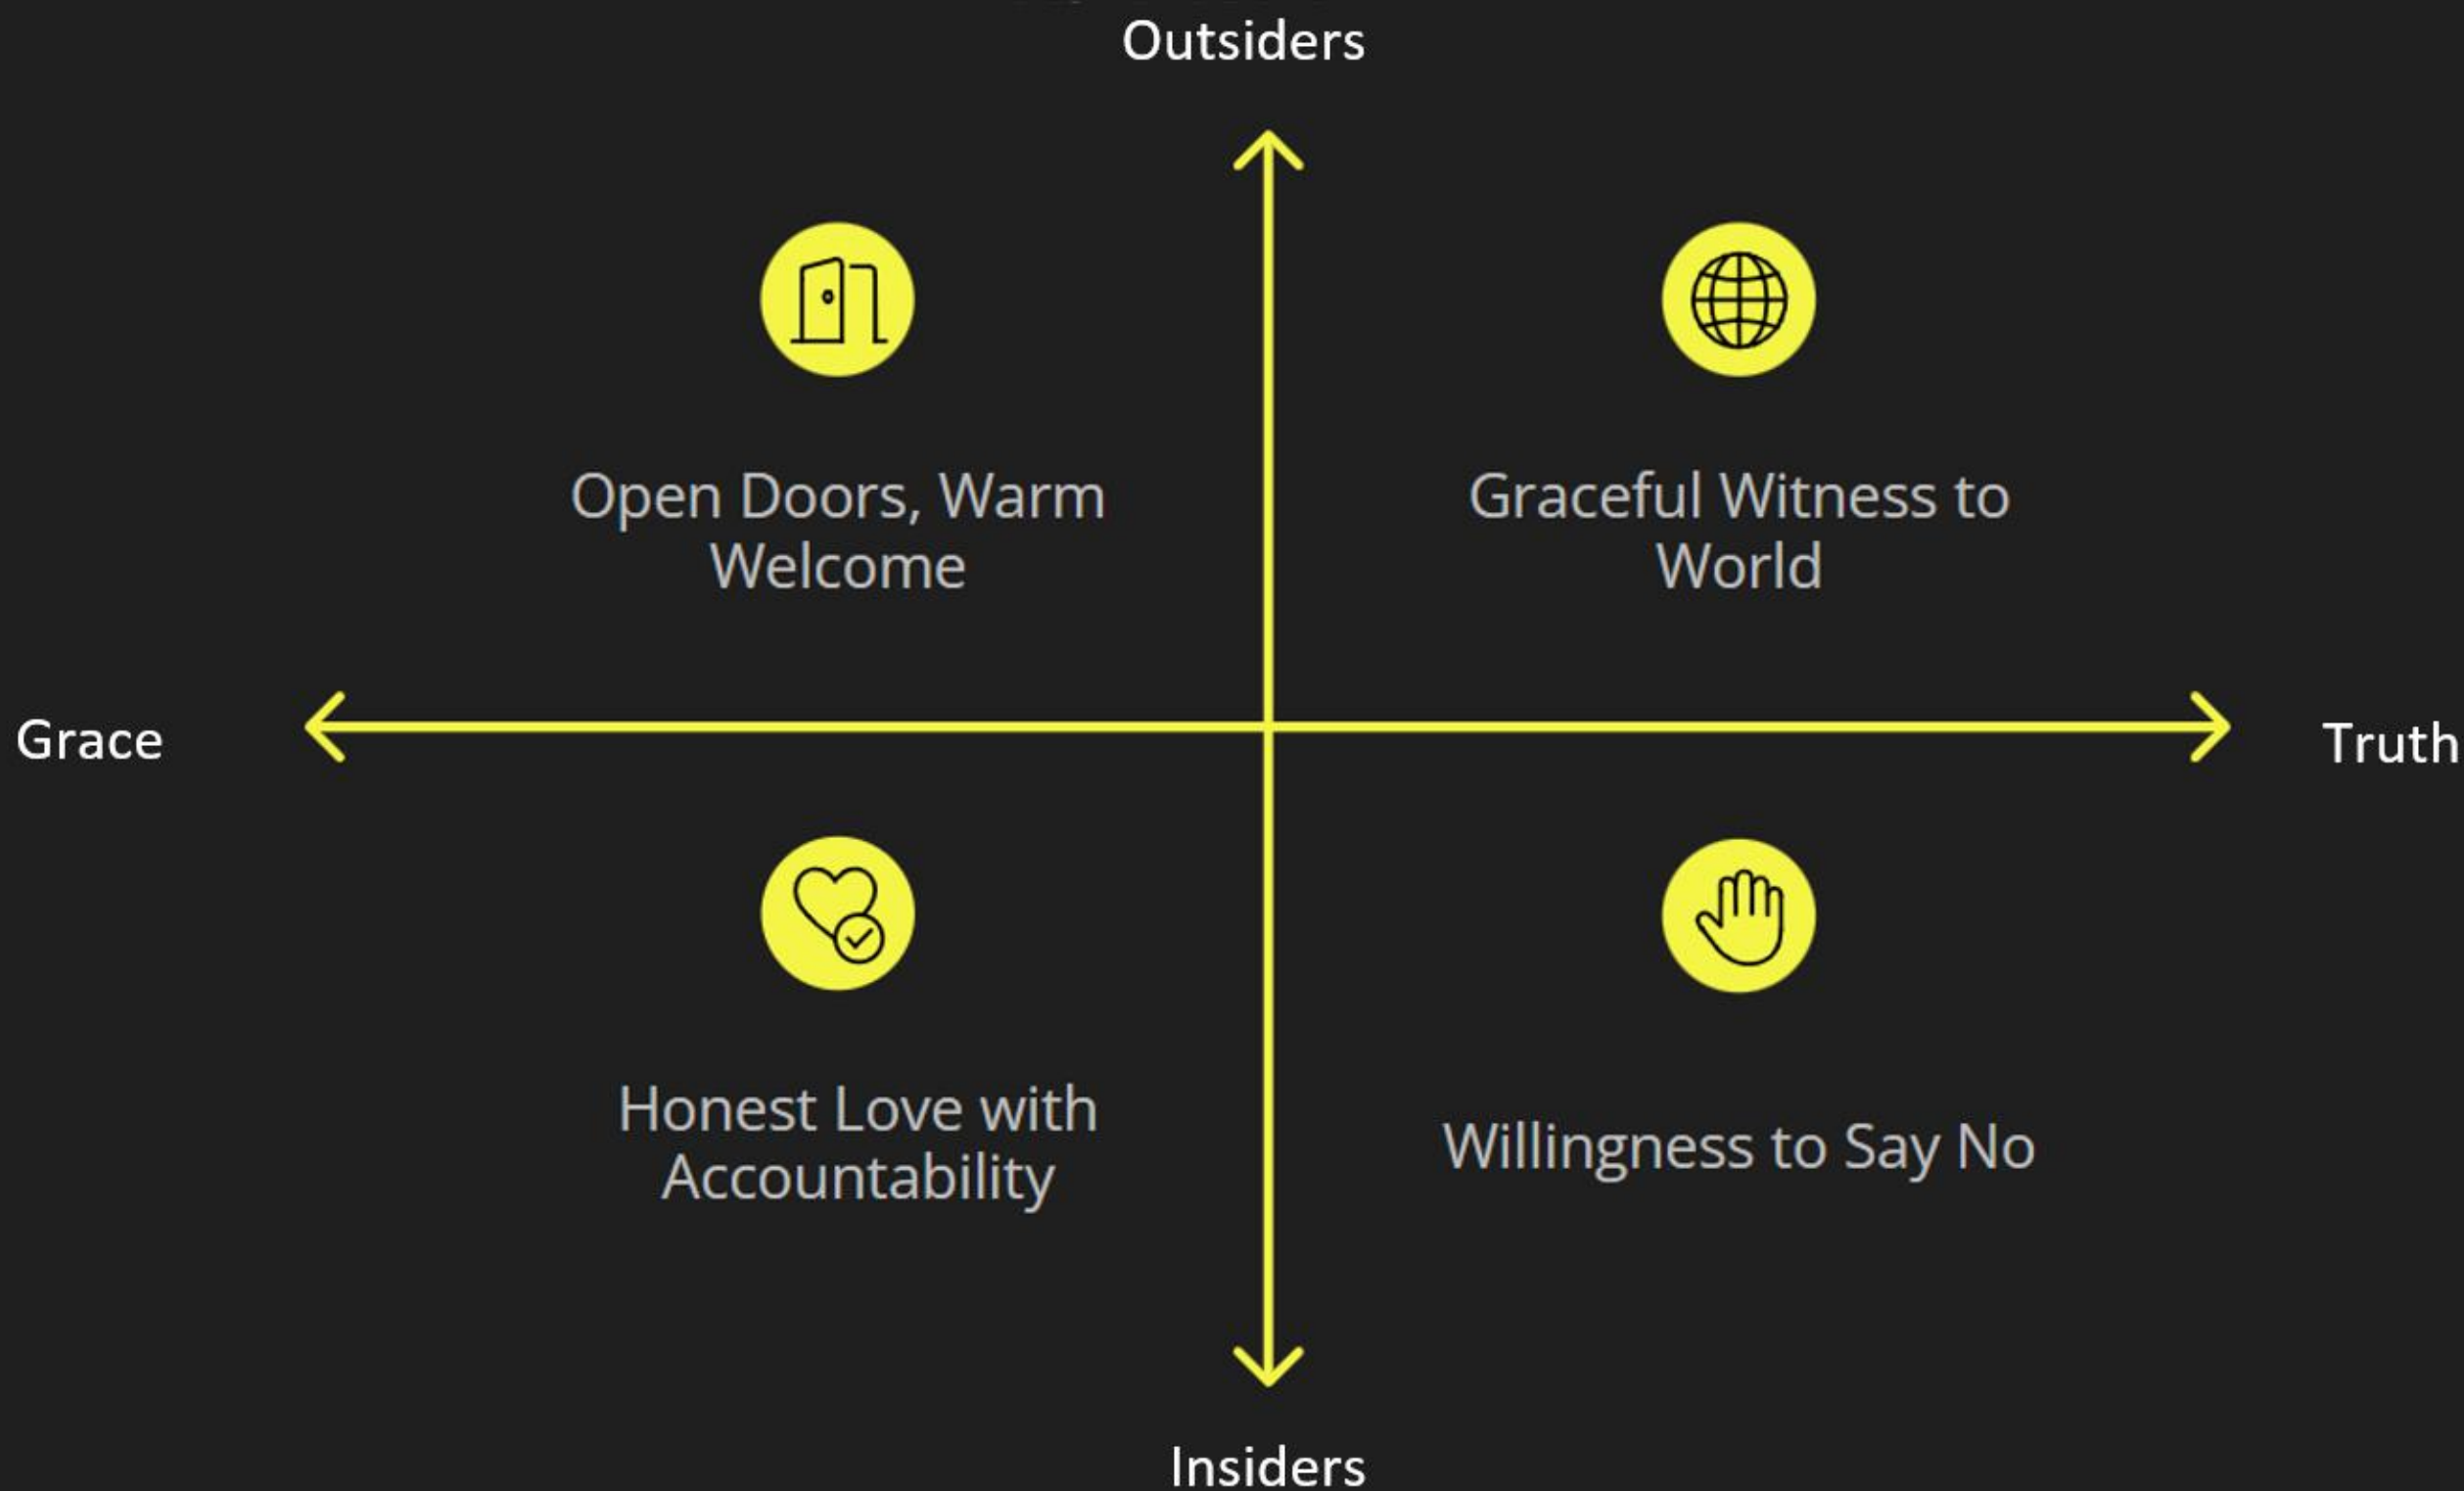 Outsiders
Open Doors, Warm
Welcome
Graceful Witness to
World
Grace
Truth
Honest Love with
Accountability
Willingness to Say No
Insiders